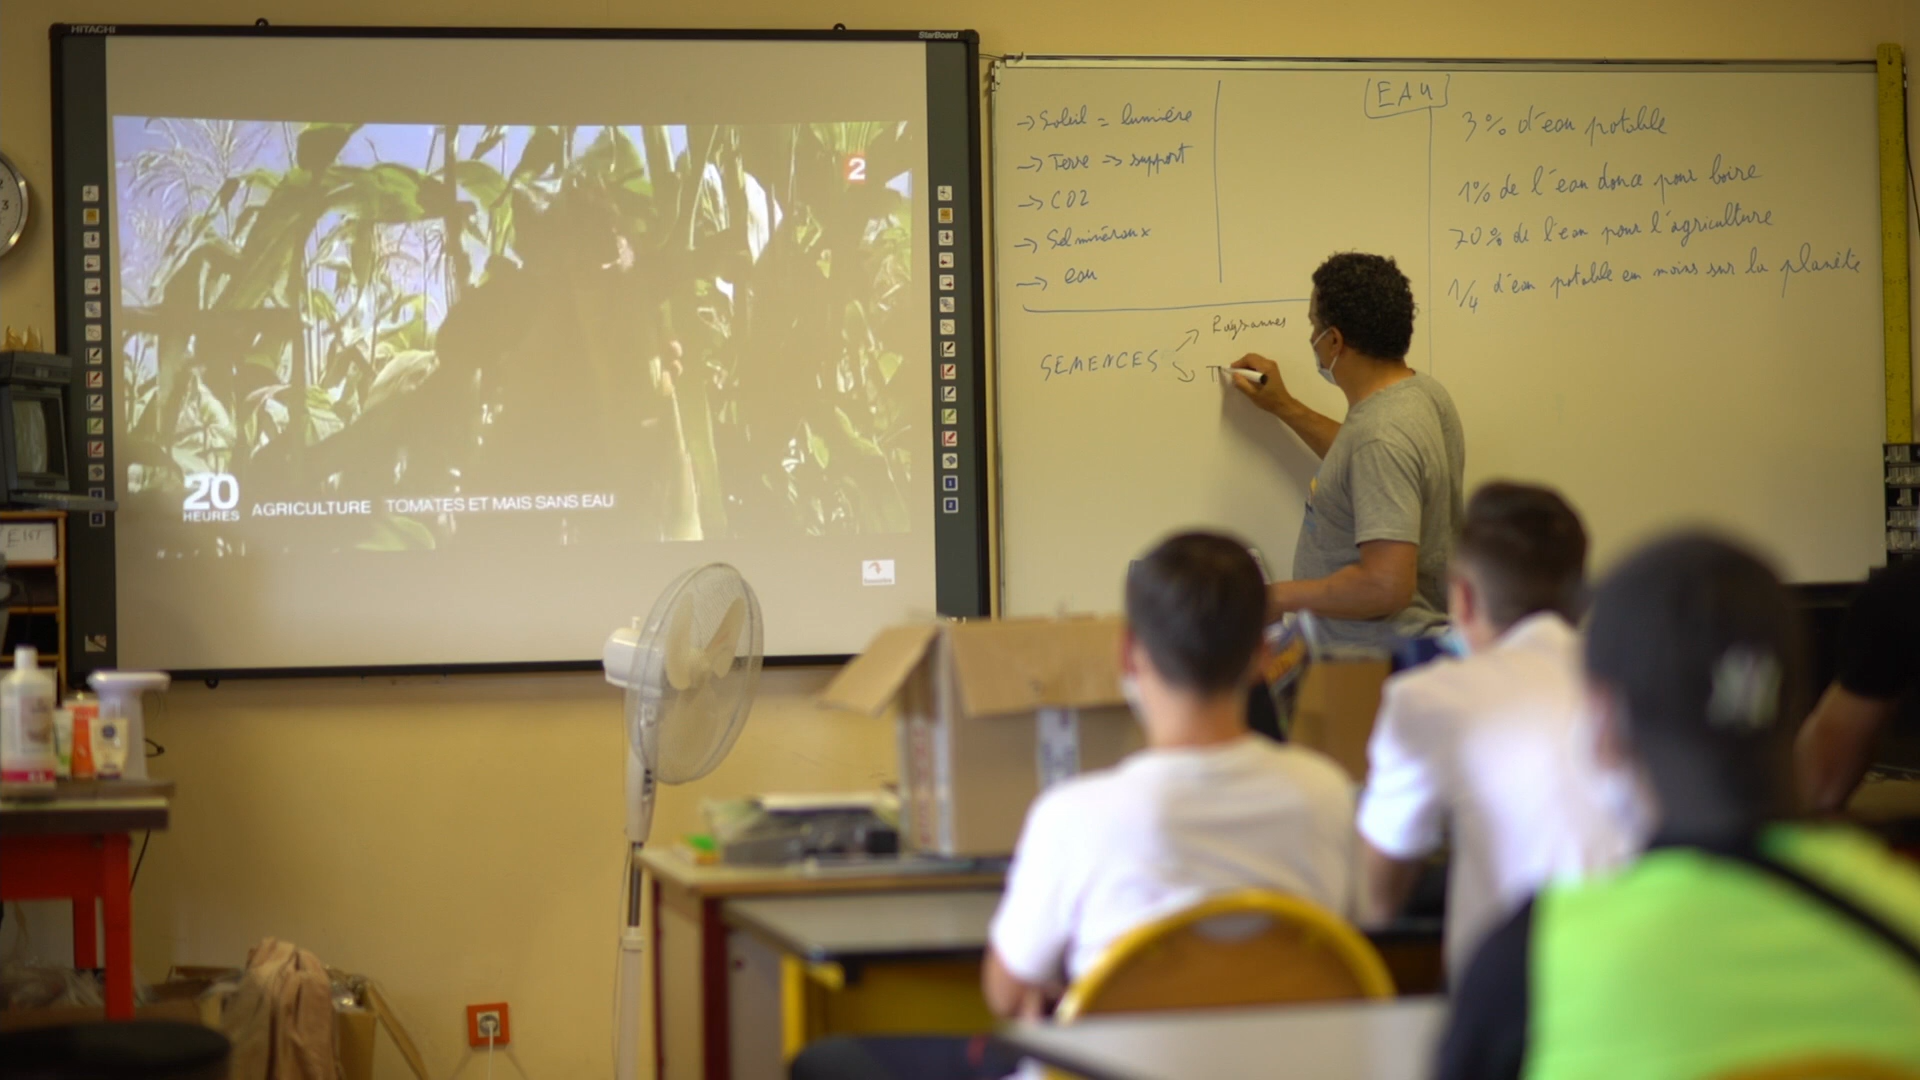 HITACHI
StarBoard
2
20 HEURES AGRICULTURE TOMATES ET MAIS SANS EAU
→ Soleil = lumière
→ Terre => support
→ CO2
→ Sel minéraux
→ eau
SEMENCES
EAU
3% d'eau potable
1% de l'eau douce pour boire
70% de l'eau pour l'agriculture
1/4 d'eau potable en moins sur la planète